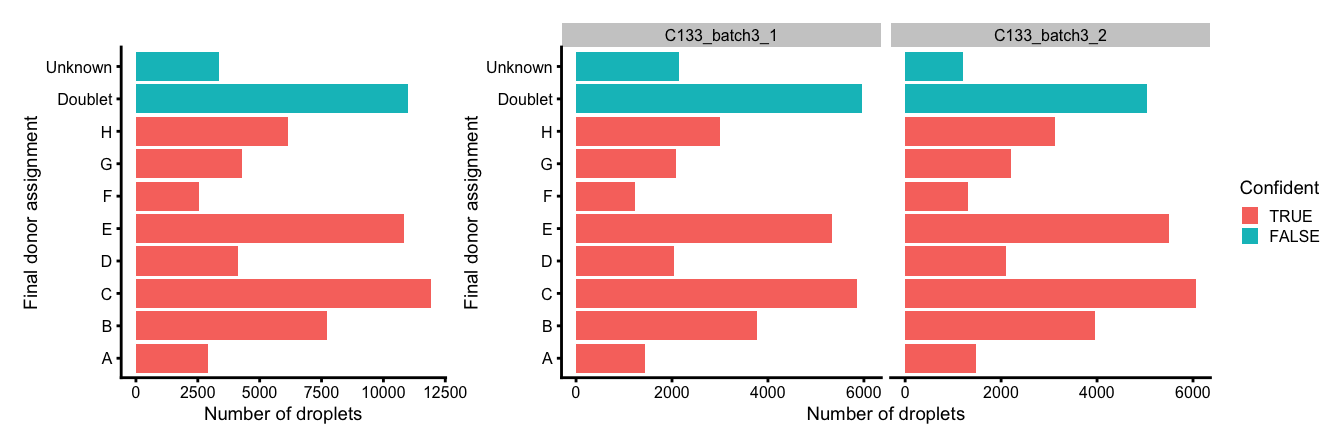 Final donor assignment
Unknown
Doublet
H
G
F
E
D
C
B
A
0 2500 5000 7500 10000 12500
Number of droplets
C133_batch3_1 C133_batch3_2
Final donor assignment
Unknown
Doublet
H
G
F
E
D
C
B
A
0 2000 4000 6000 0 2000 4000 6000
Number of droplets
Confident
TRUE
FALSE